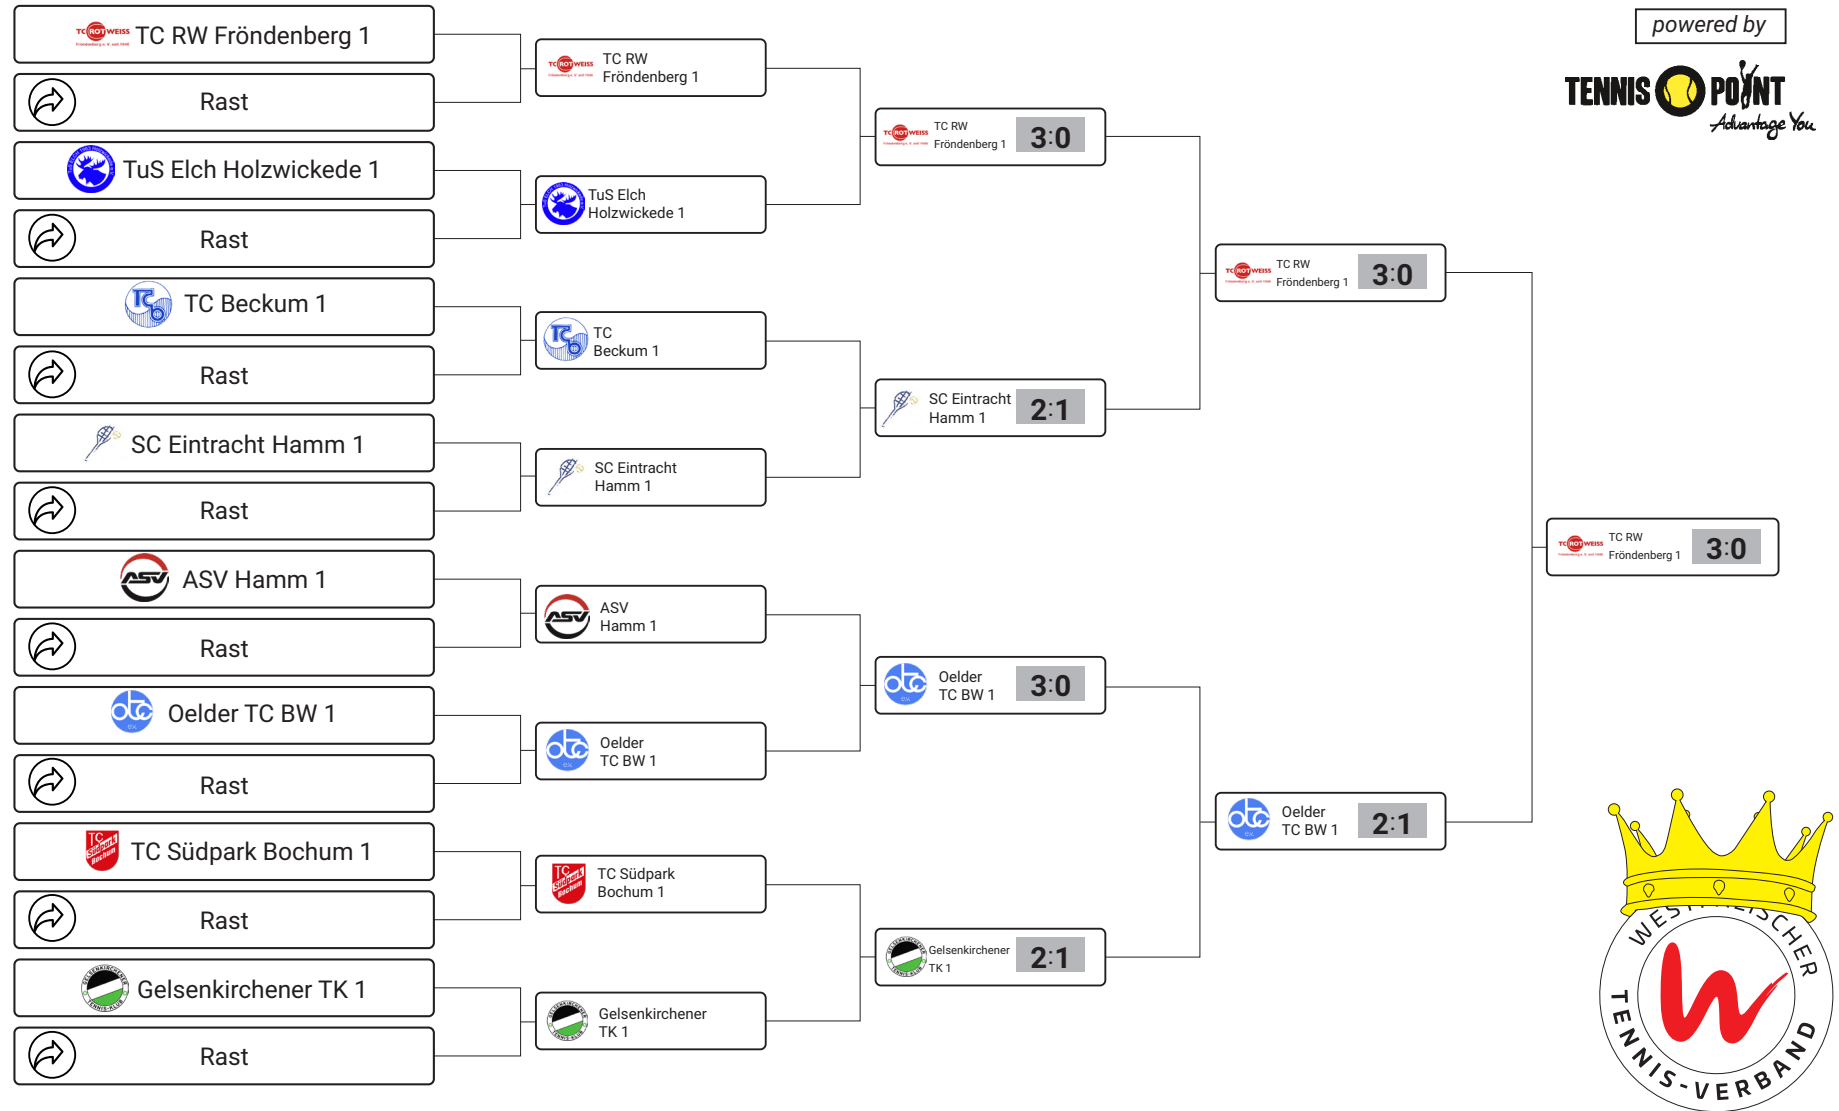 TC RW Fröndenberg 1
Rast
TuS Elch Holzwickede 1
Rast
TC Beckum 1
Rast
SC Eintracht Hamm 1
Rast
ASV Hamm 1
Rast
Oelder TC BW 1
Rast
TC Südpark Bochum 1
Rast
Gelsenkirchener TK 1
Rast
TC RW
Fröndenberg 1
TuS Elch
Holzwickede 1
TC
Beckum 1
SC Eintracht
Hamm 1
ASV
Hamm 1
Oelder
TC BW 1
TC Südpark
Bochum 1
Gelsenkirchener
TK 1
TC RW
Fröndenberg 1
3:0
SC Eintracht
Hamm 1
2:1
Oelder
TC BW 1
3:0
Gelsenkirchener
TK 1
2:1
TC RW
Fröndenberg 1
3:0
Oelder
TC BW 1
2:1
TC RW
Fröndenberg 1
3:0
powered by
TENNIS POINT
Advantage You
TENNIS-VERBAND